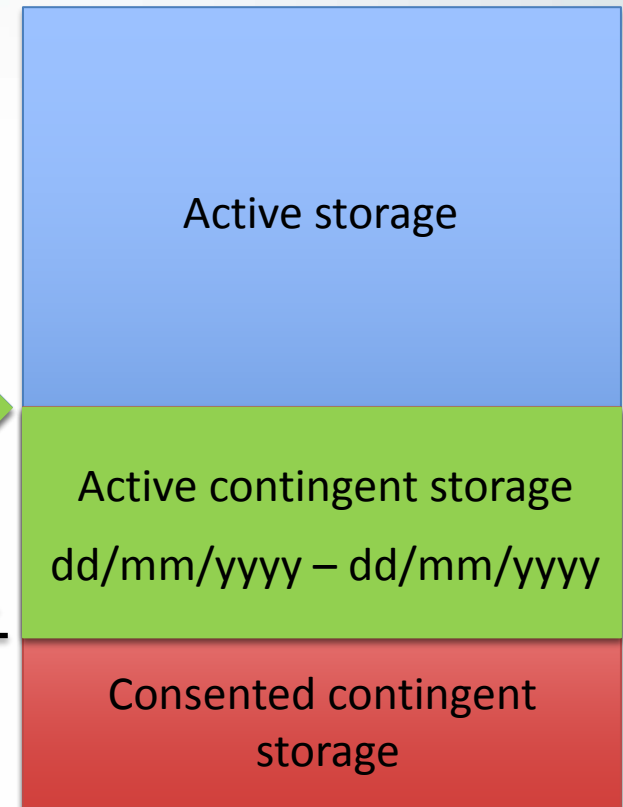 Active storage
Active contingent storage
dd/mm/yyyy – dd/mm/yyyy
Consented contingent
storage